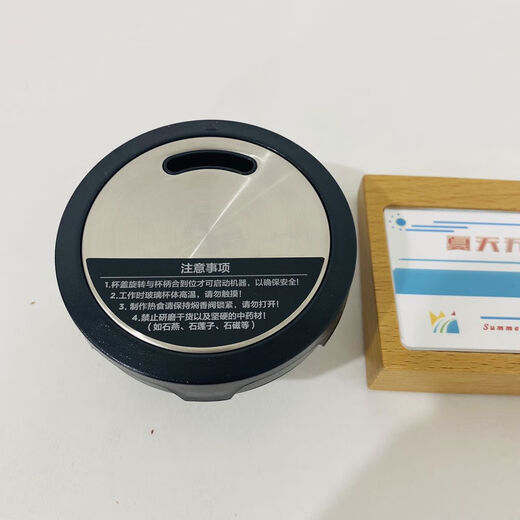 注意事项
1.杯盖旋转与杯柄合到位才可启动机器，以确保安全！
2.工作时玻璃杯体高温，请勿触摸！
3. 制作热食请保持焖香阀锁紧，请勿打开！
4.禁止研磨干货以及坚硬的中药材！
（如石燕、石莲子、石磁等）
夏天
Summe